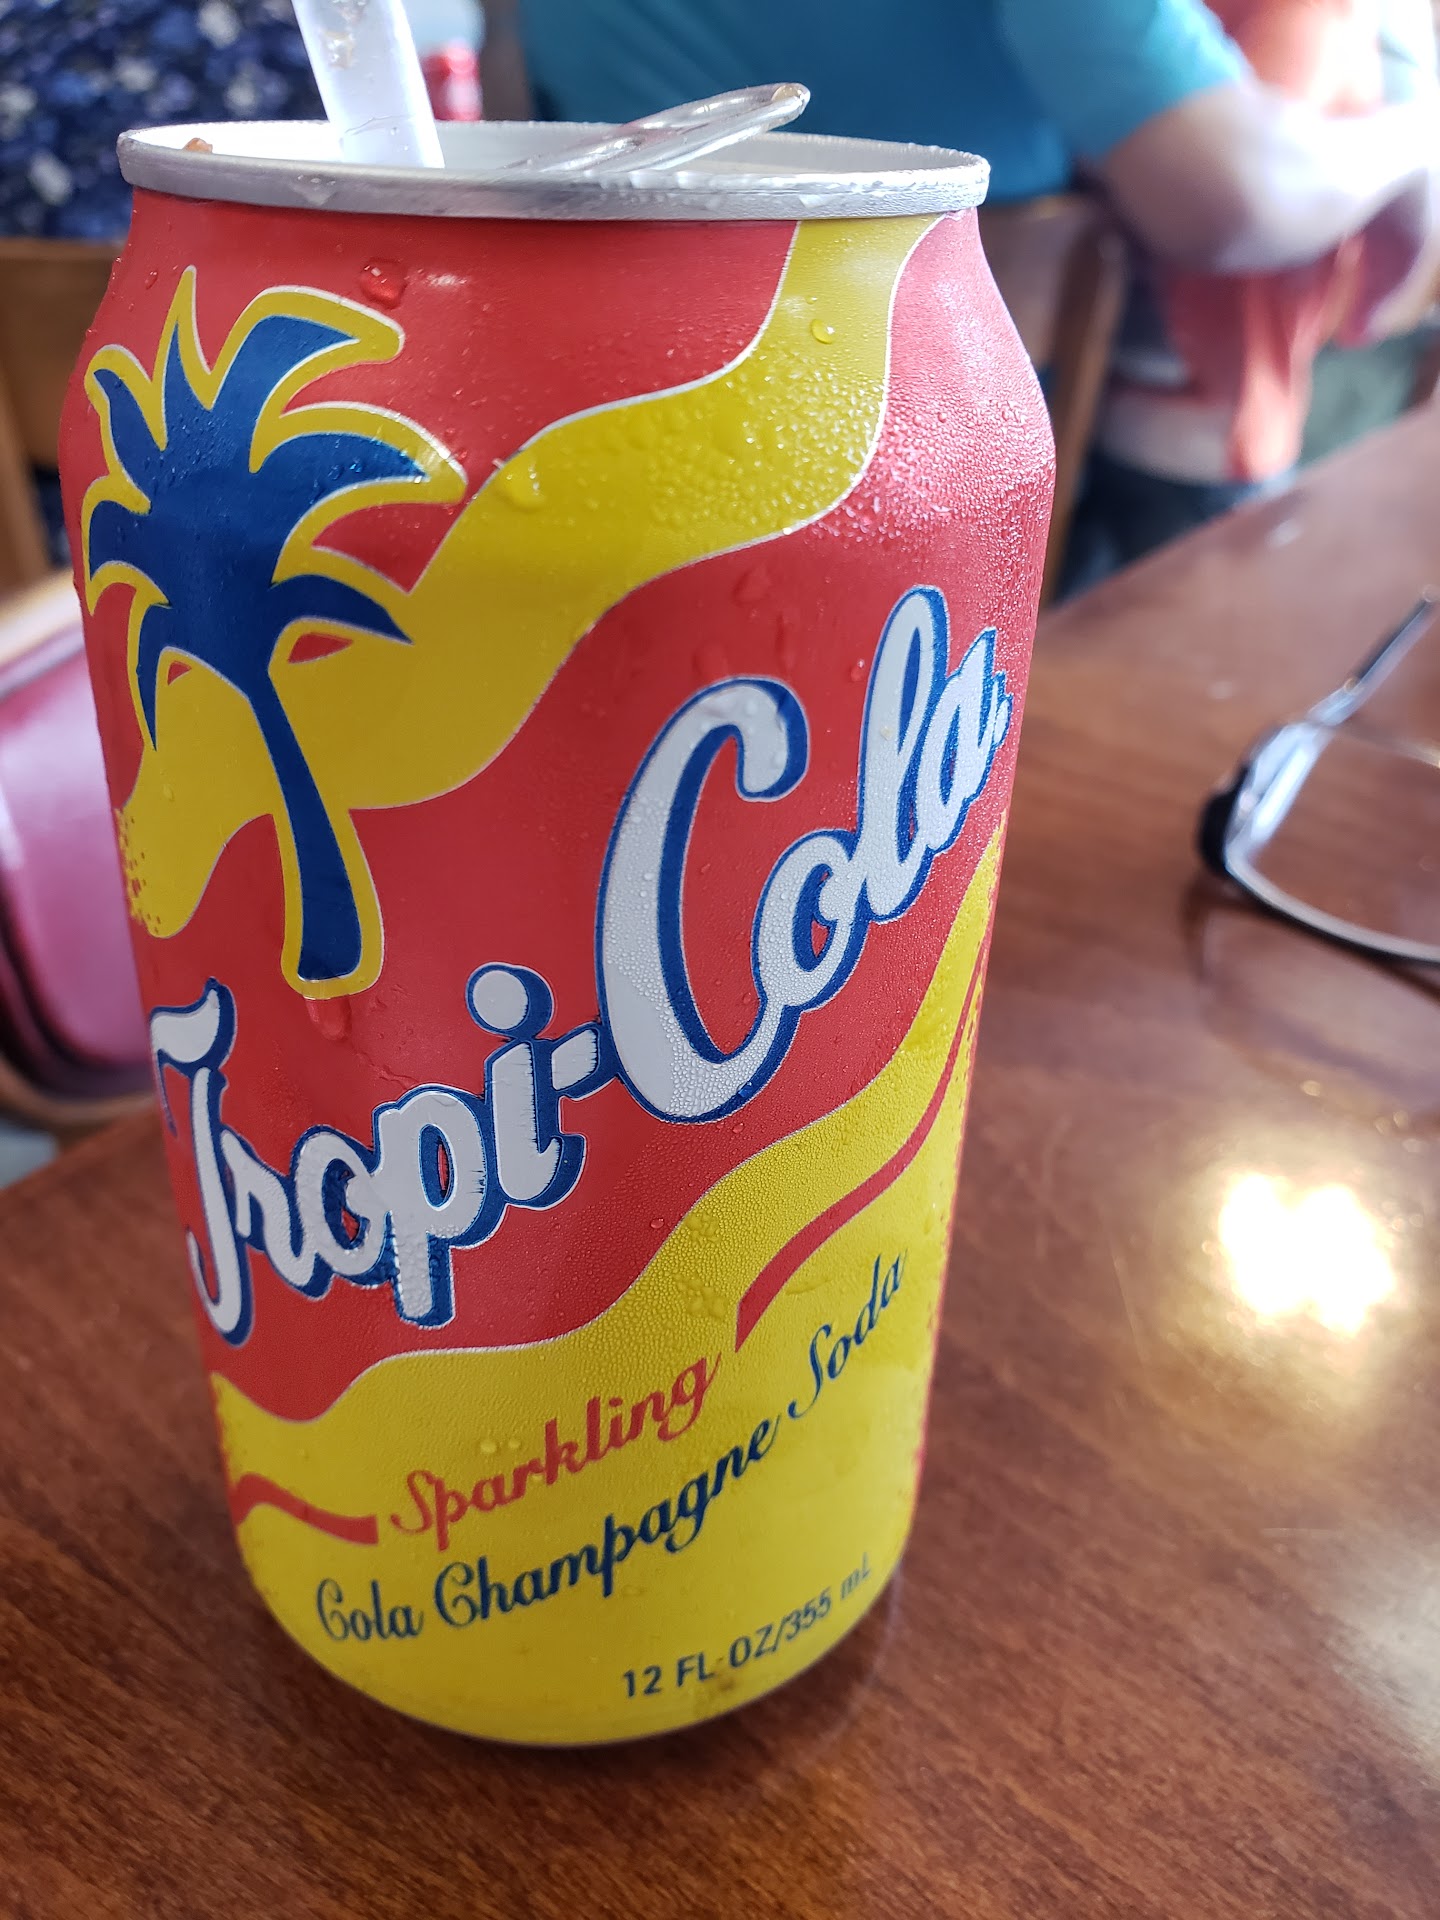 Tropi-Cola
Sparkling
Cola Champagne Soda
12 FL OZ/355 mL